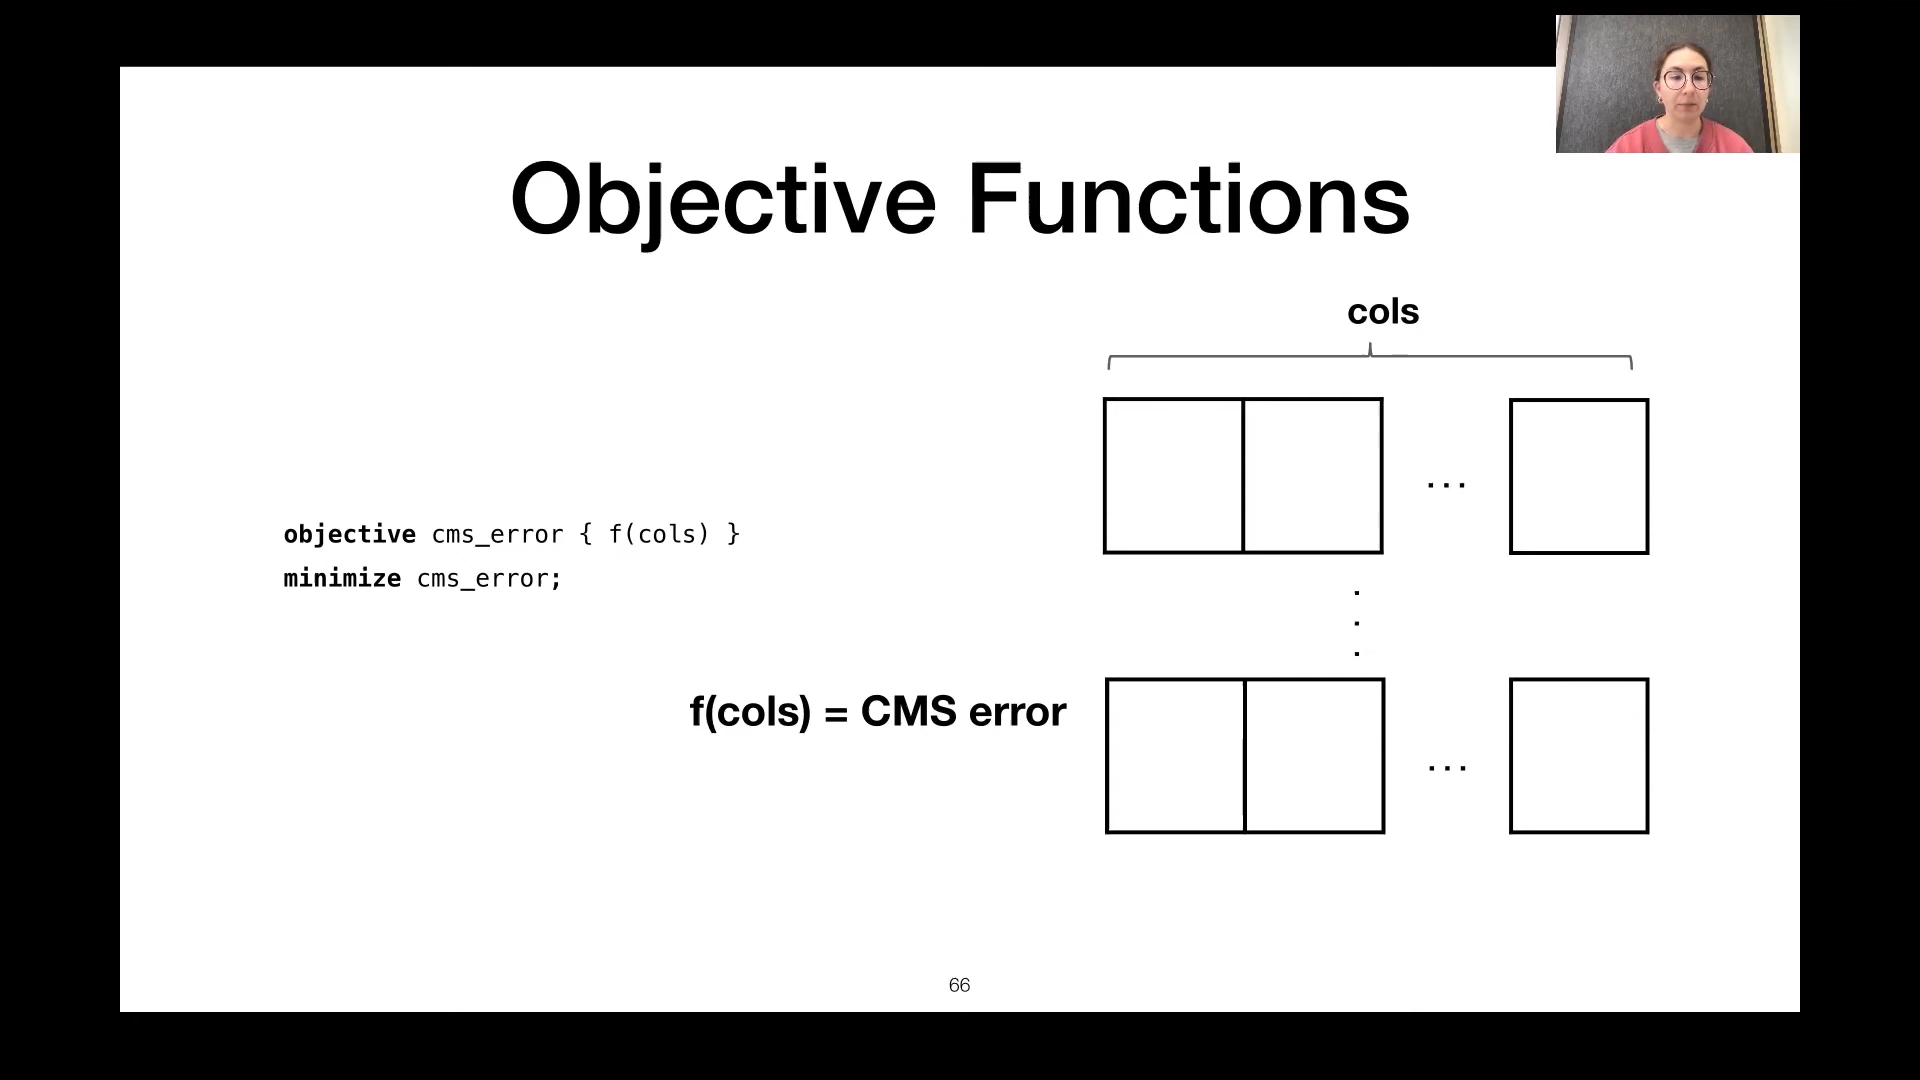 Objective Functions
cols
...
objective cms_error { f(cols) }
minimize cms_error;
.
.
.
f(cols) = CMS error
...
66